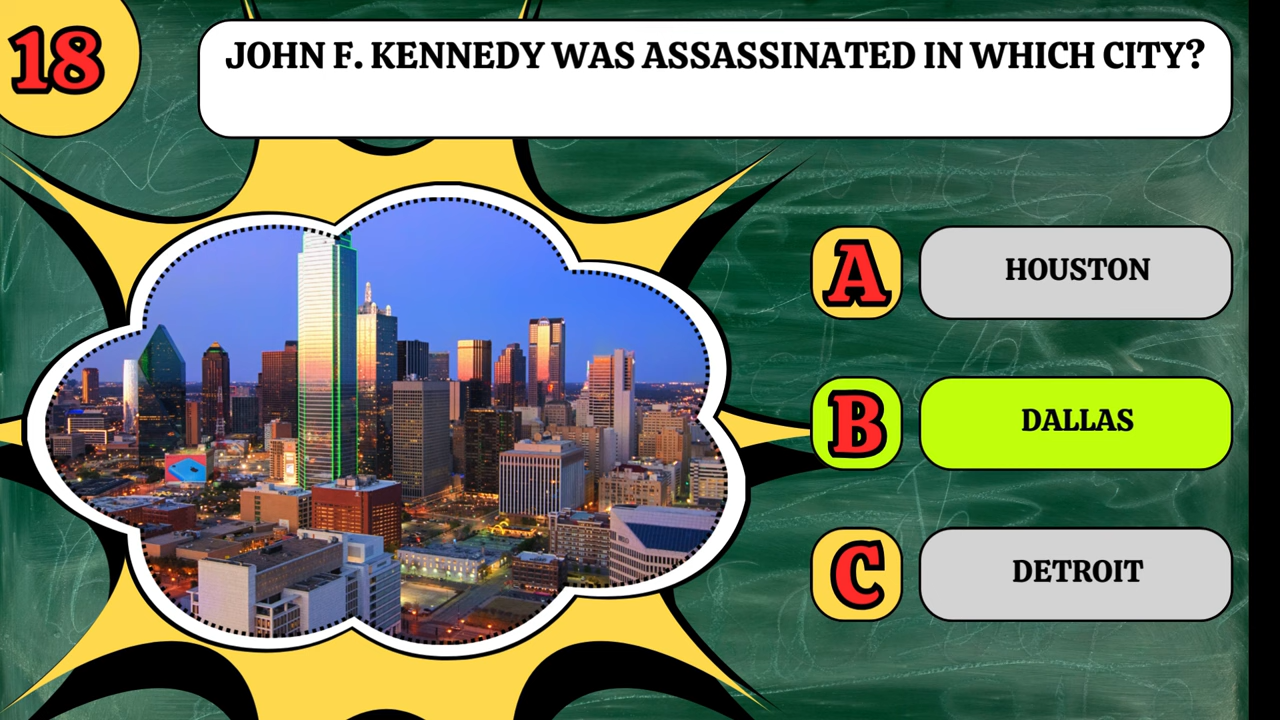 18
JOHN F. KENNEDY WAS ASSASSINATED IN WHICH CITY?
A
HOUSTON
B
DALLAS
C
DETROIT